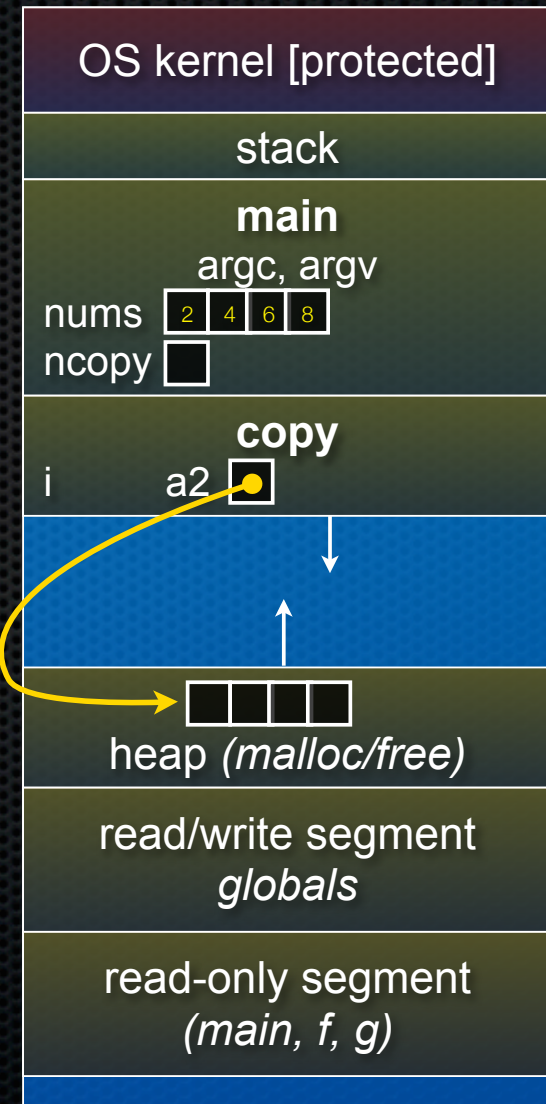 OS kernel [protected]
stack
main
argc, argv
nums 2 4 6 8
ncopy
copy
i a2
heap (malloc/free)
read/write segment
globals
read-only segment
(main, f, g)